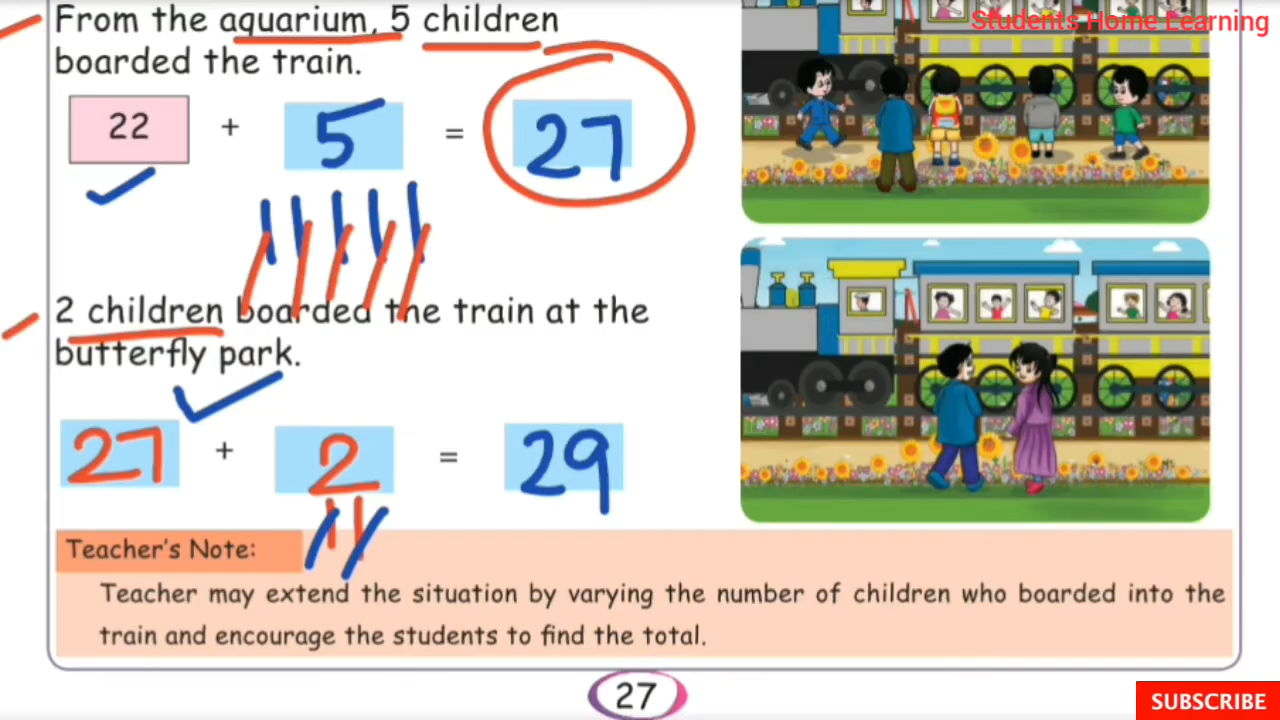 Students Home Learning
From the aquarium, 5 children
boarded the train.
22 + 5 = 27
2 children boarded the train at the
butterfly park.
27 + 2 = 29
Teacher's Note:
Teacher may extend the situation by varying the number of children who boarded into the
train and encourage the students to find the total.
27
SUBSCRIBE